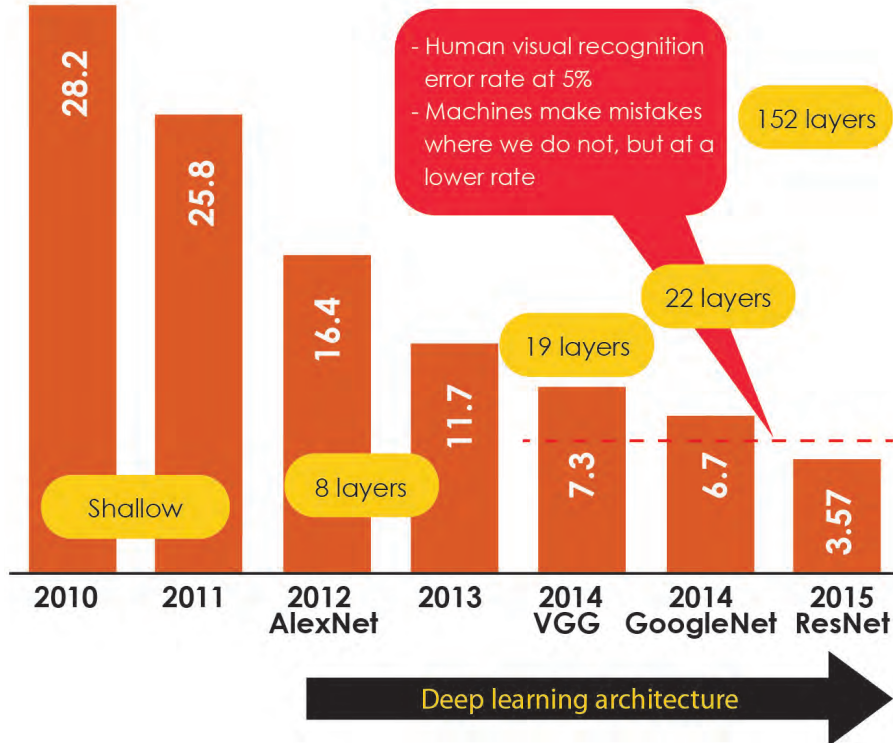 - Human visual recognition
error rate at 5%
- Machines make mistakes
where we do not, but at a
lower rate
152 layers
22 layers
19 layers
8 layers
Shallow
28.2
25.8
16.4
11.7
7.3
6.7
3.57
2010
2011
2012
AlexNet
2013
2014
VGG
2014
GoogleNet
2015
ResNet
Deep learning architecture